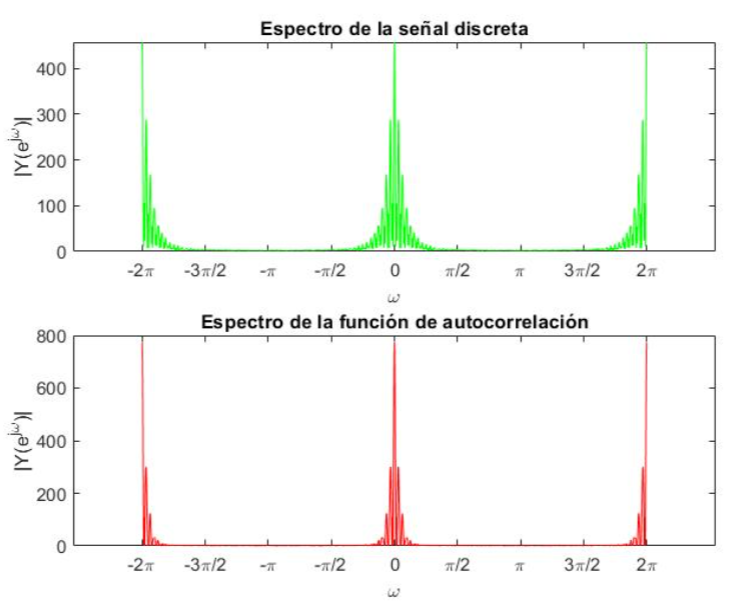 Espectro de la señal discreta
|Y(e^{jω})|
400
300
200
100
0
-2π -3π/2 -π -π/2 0 π/2 π 3π/2 2π
ω
Espectro de la función de autocorrelación
|Y(e^{jω})|
800
600
400
200
0
-2π -3π/2 -π -π/2 0 π/2 π 3π/2 2π
ω